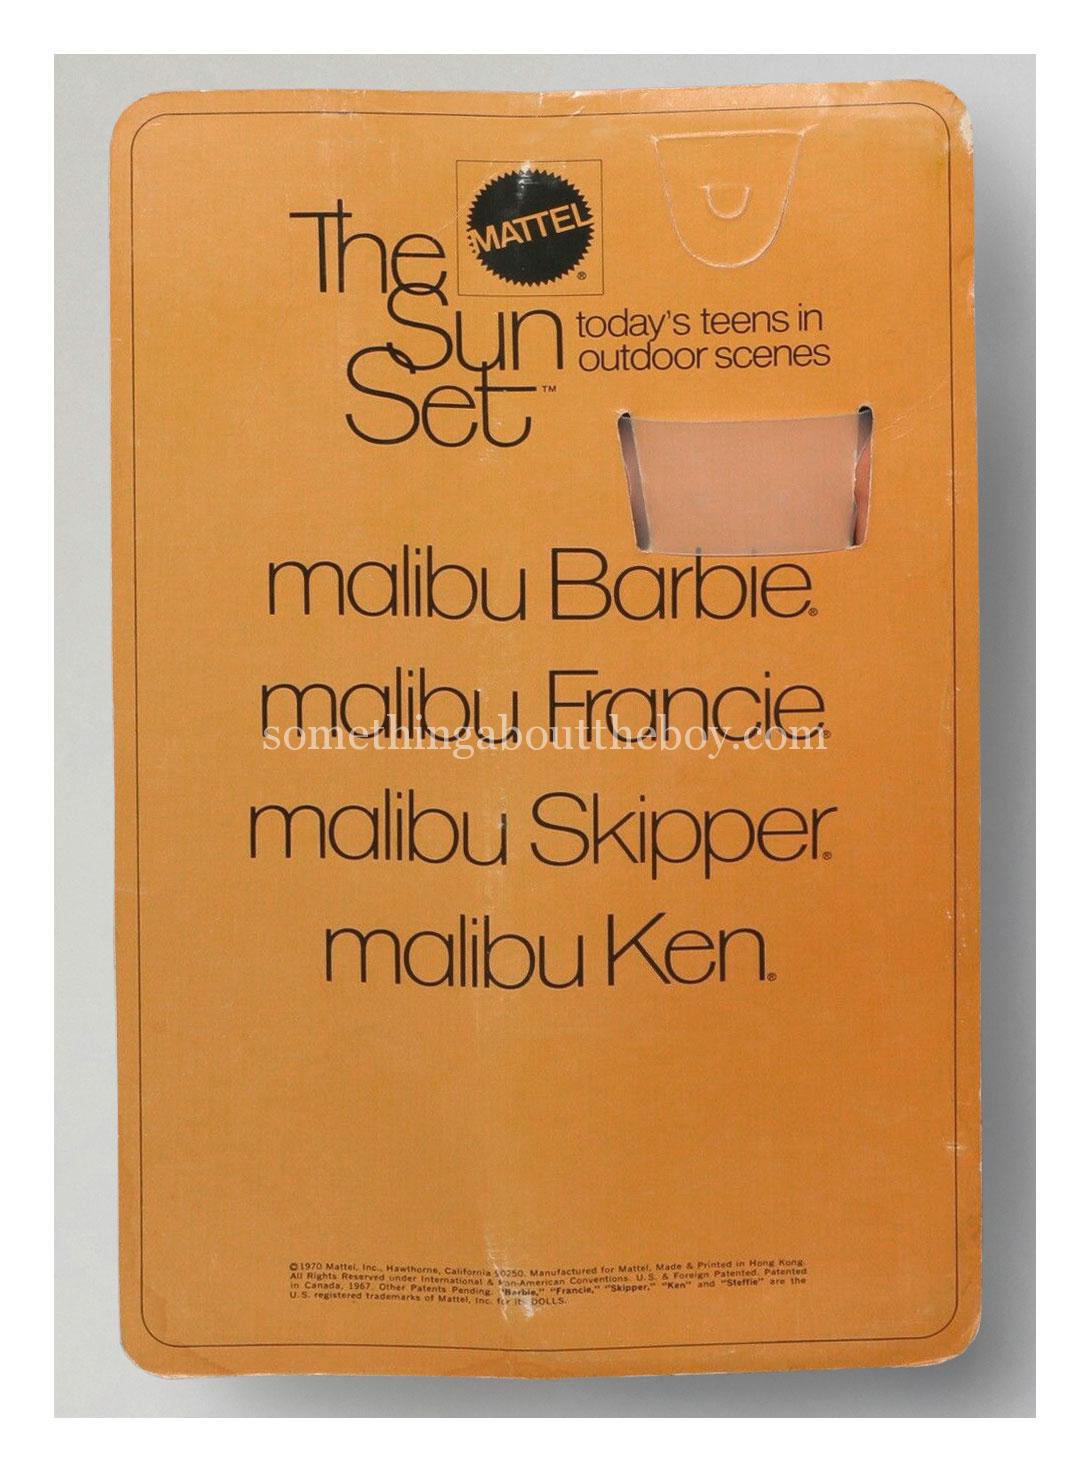 The
MATTEL ®
Sun
Set ™
today's teens in
outdoor scenes
malibu Barbie®
malibu Francie®
somethingabouttheboy.com
malibu Skipper®
malibu Ken®
©1970 Mattel, Inc., Hawthorne, California 90250. Manufactured for Mattel. Made & Printed in Hong Kong.
All Rights Reserved under International & Pan-American Conventions. U.S. & Foreign Patented. Patented
in Canada, 1967. Other Patents Pending. "Barbie," "Francie," "Skipper," "Ken" and "Steffie" are the
U.S. registered trademarks of Mattel, Inc. for its DOLLS.